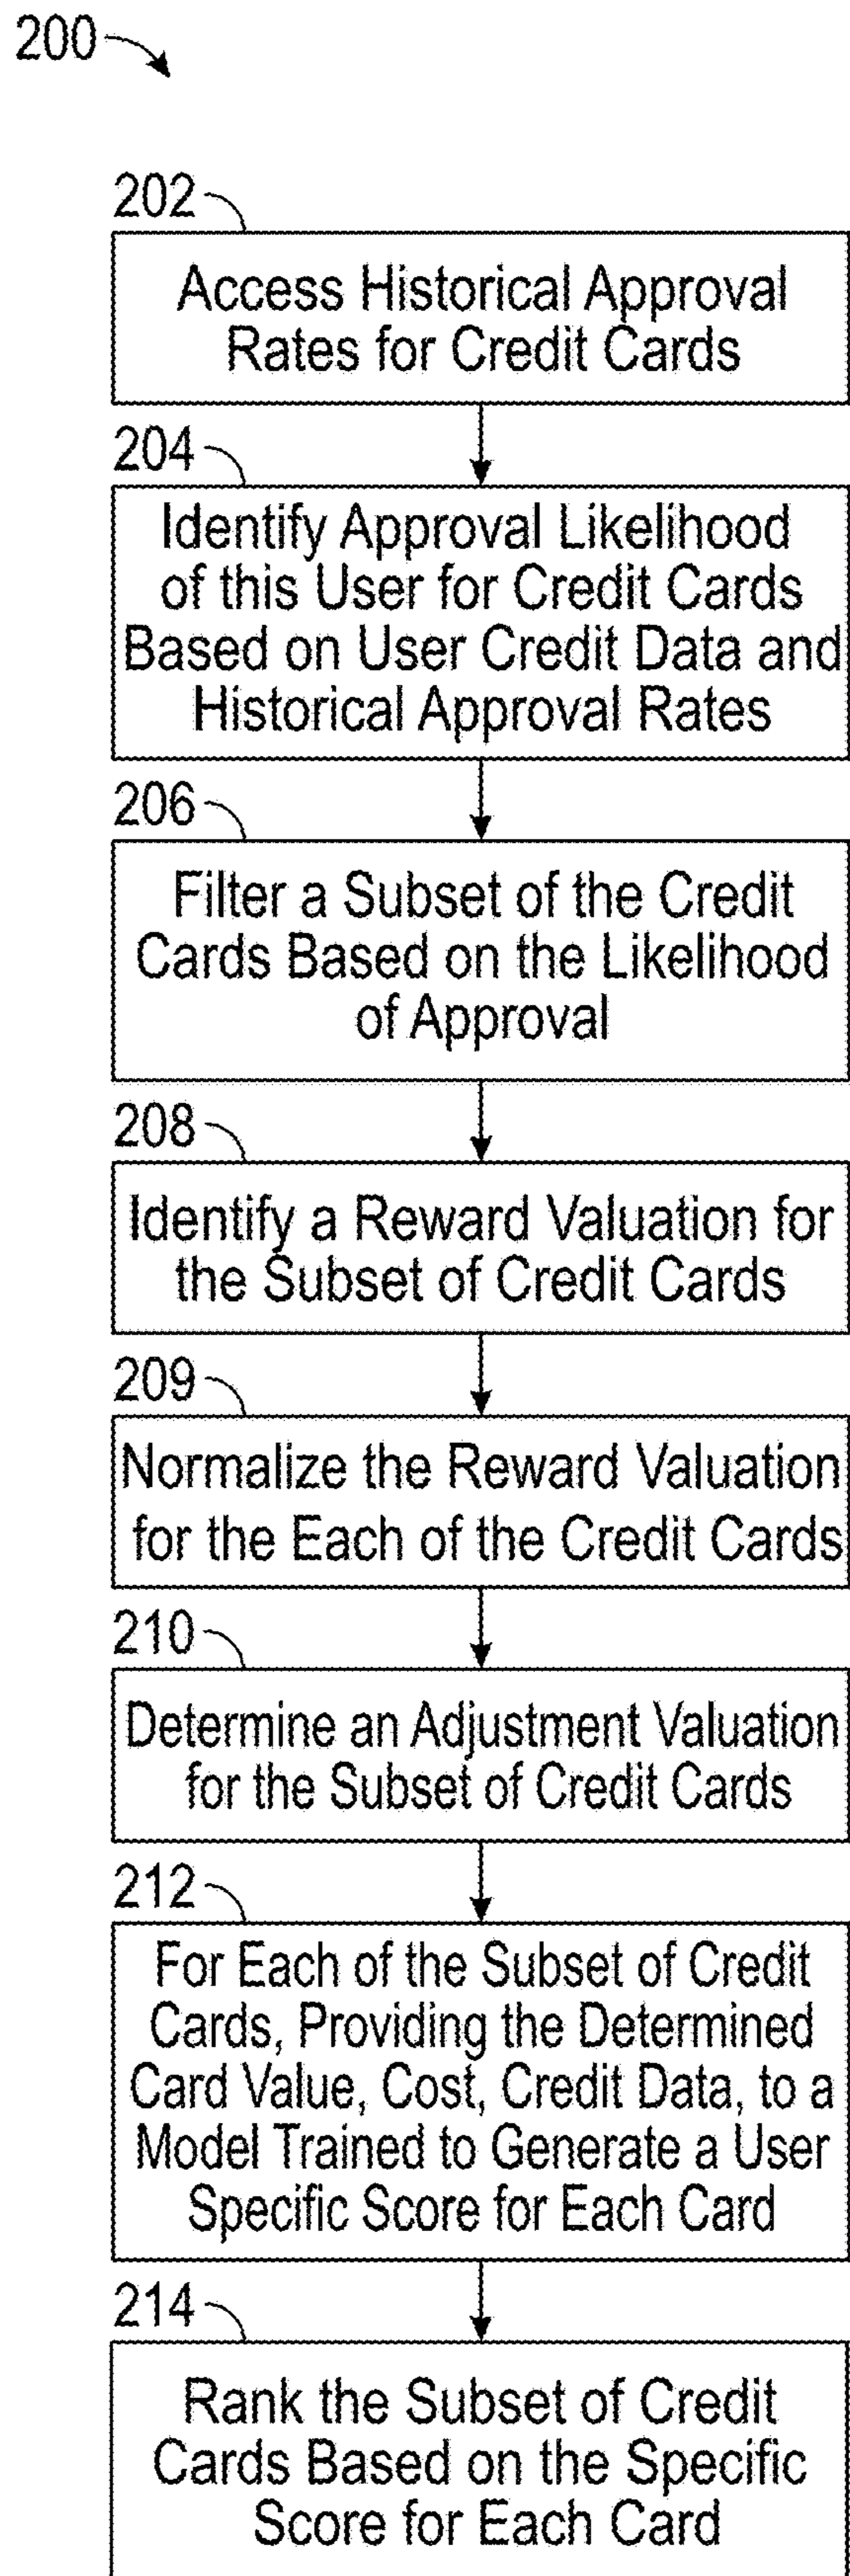 200
202
Access Historical Approval
Rates for Credit Cards
204
Identify Approval Likelihood
of this User for Credit Cards
Based on User Credit Data and
Historical Approval Rates
206
Filter a Subset of the Credit
Cards Based on the Likelihood
of Approval
208
Identify a Reward Valuation for
the Subset of Credit Cards
209
Normalize the Reward Valuation
for the Each of the Credit Cards
210
Determine an Adjustment Valuation
for the Subset of Credit Cards
212
For Each of the Subset of Credit
Cards, Providing the Determined
Card Value, Cost, Credit Data, to a
Model Trained to Generate a User
Specific Score for Each Card
214
Rank the Subset of Credit
Cards Based on the Specific
Score for Each Card